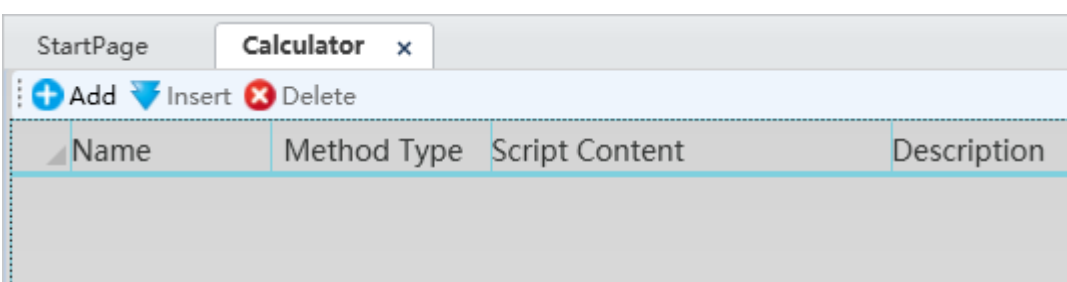 StartPage Calculator x
Add Insert Delete
Name Method Type Script Content Description